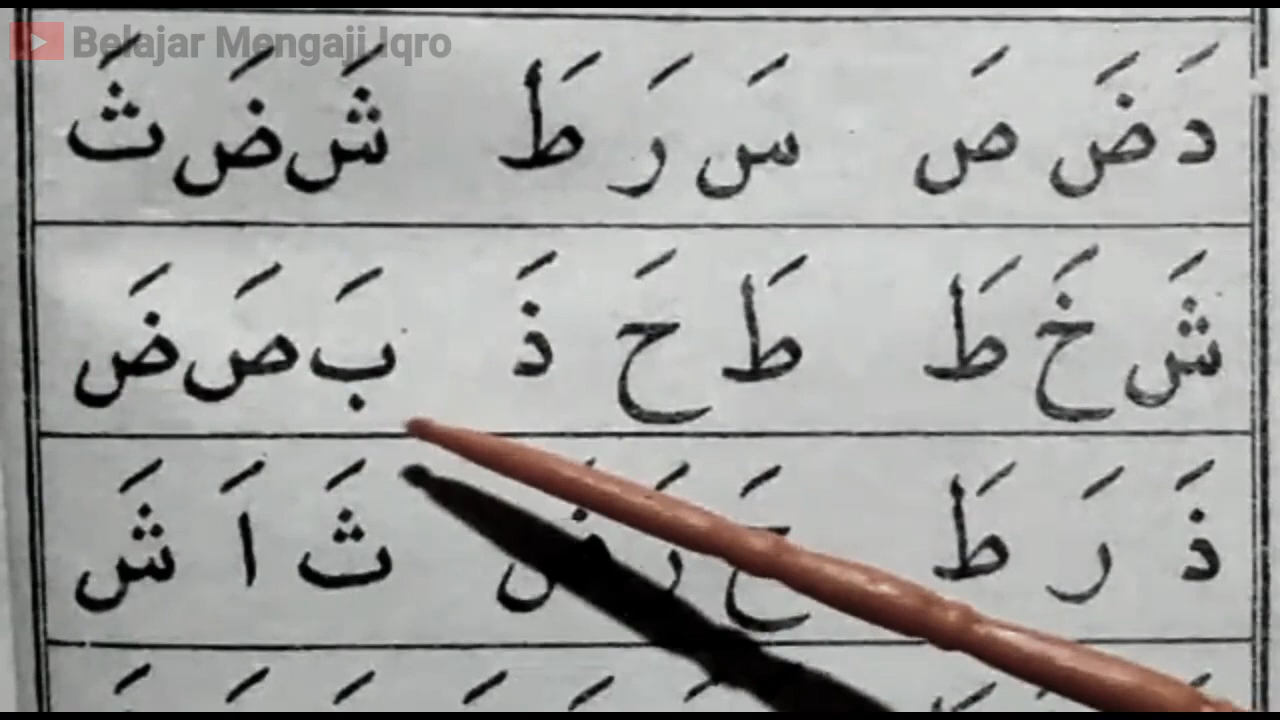 Belajar Mengaji Iqro
دَ ضَ صَ سَ رَ طَ شَ ضَ ثَ
شَ خَ طَ طَ حَ ذَ بَ صَ ضَ
ذَ رَ طَ ثَ اَ شَ